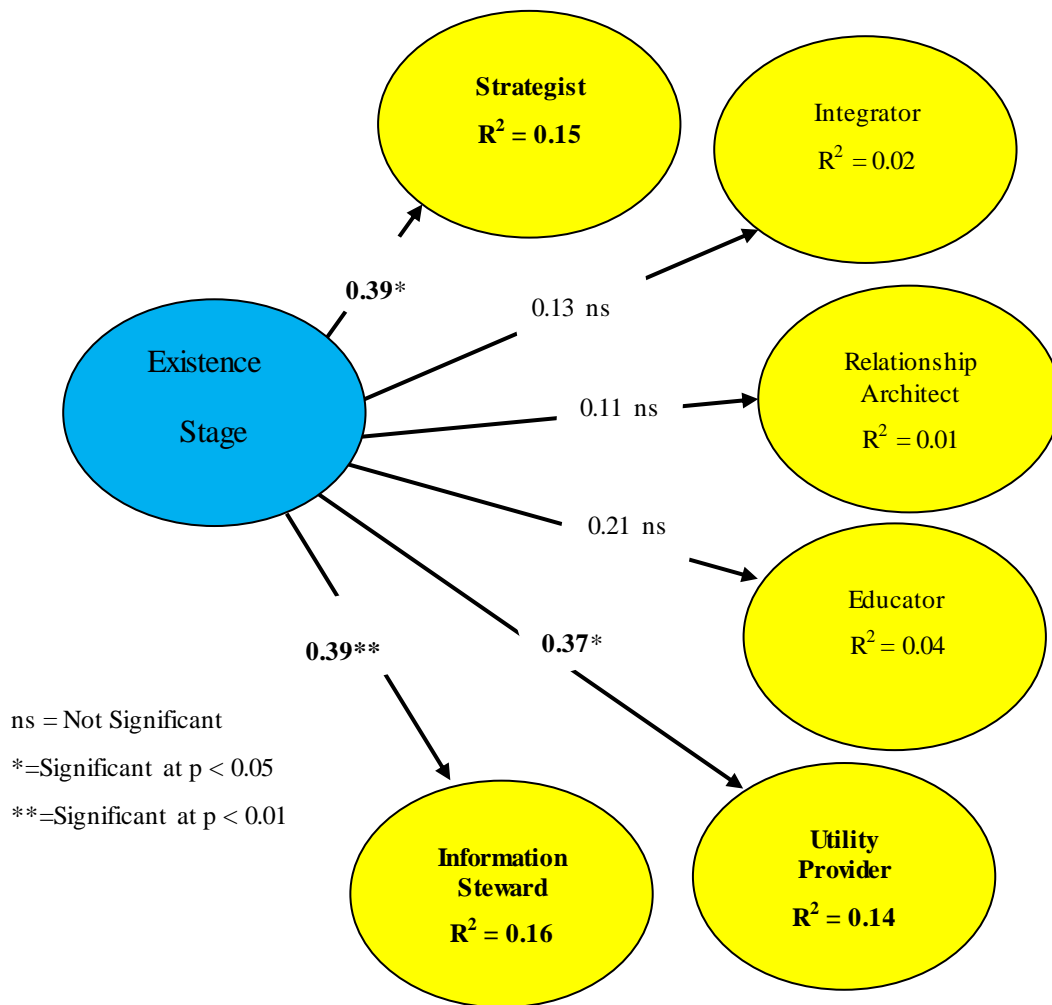 Strategist
R² = 0.15
Integrator
R² = 0.02
0.39*
0.13 ns
Existence
Stage
Relationship
Architect
R² = 0.01
0.11 ns
0.21 ns
Educator
R² = 0.04
0.39**
0.37*
ns = Not Significant
*=Significant at p < 0.05
**=Significant at p < 0.01
Information
Steward
R² = 0.16
Utility
Provider
R² = 0.14